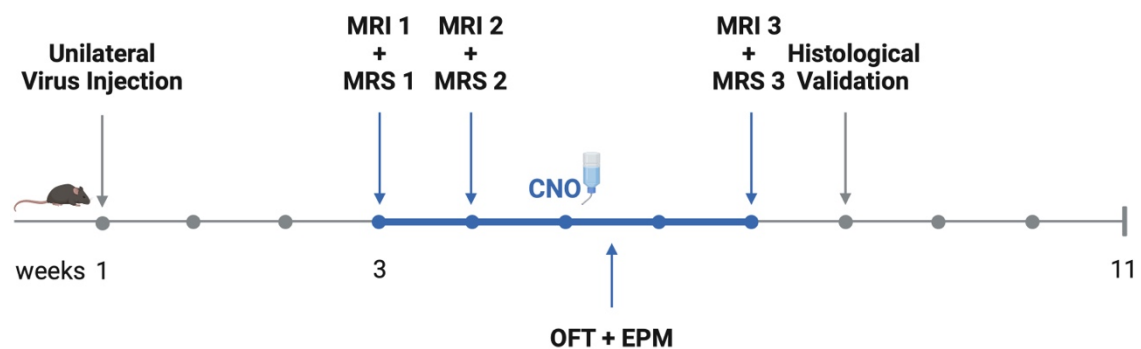 Unilateral
Virus Injection
MRI 1
+
MRS 1
MRI 2
+
MRS 2
MRI 3
+
MRS 3
Histological
Validation
CNO
weeks 1
3
11
OFT + EPM